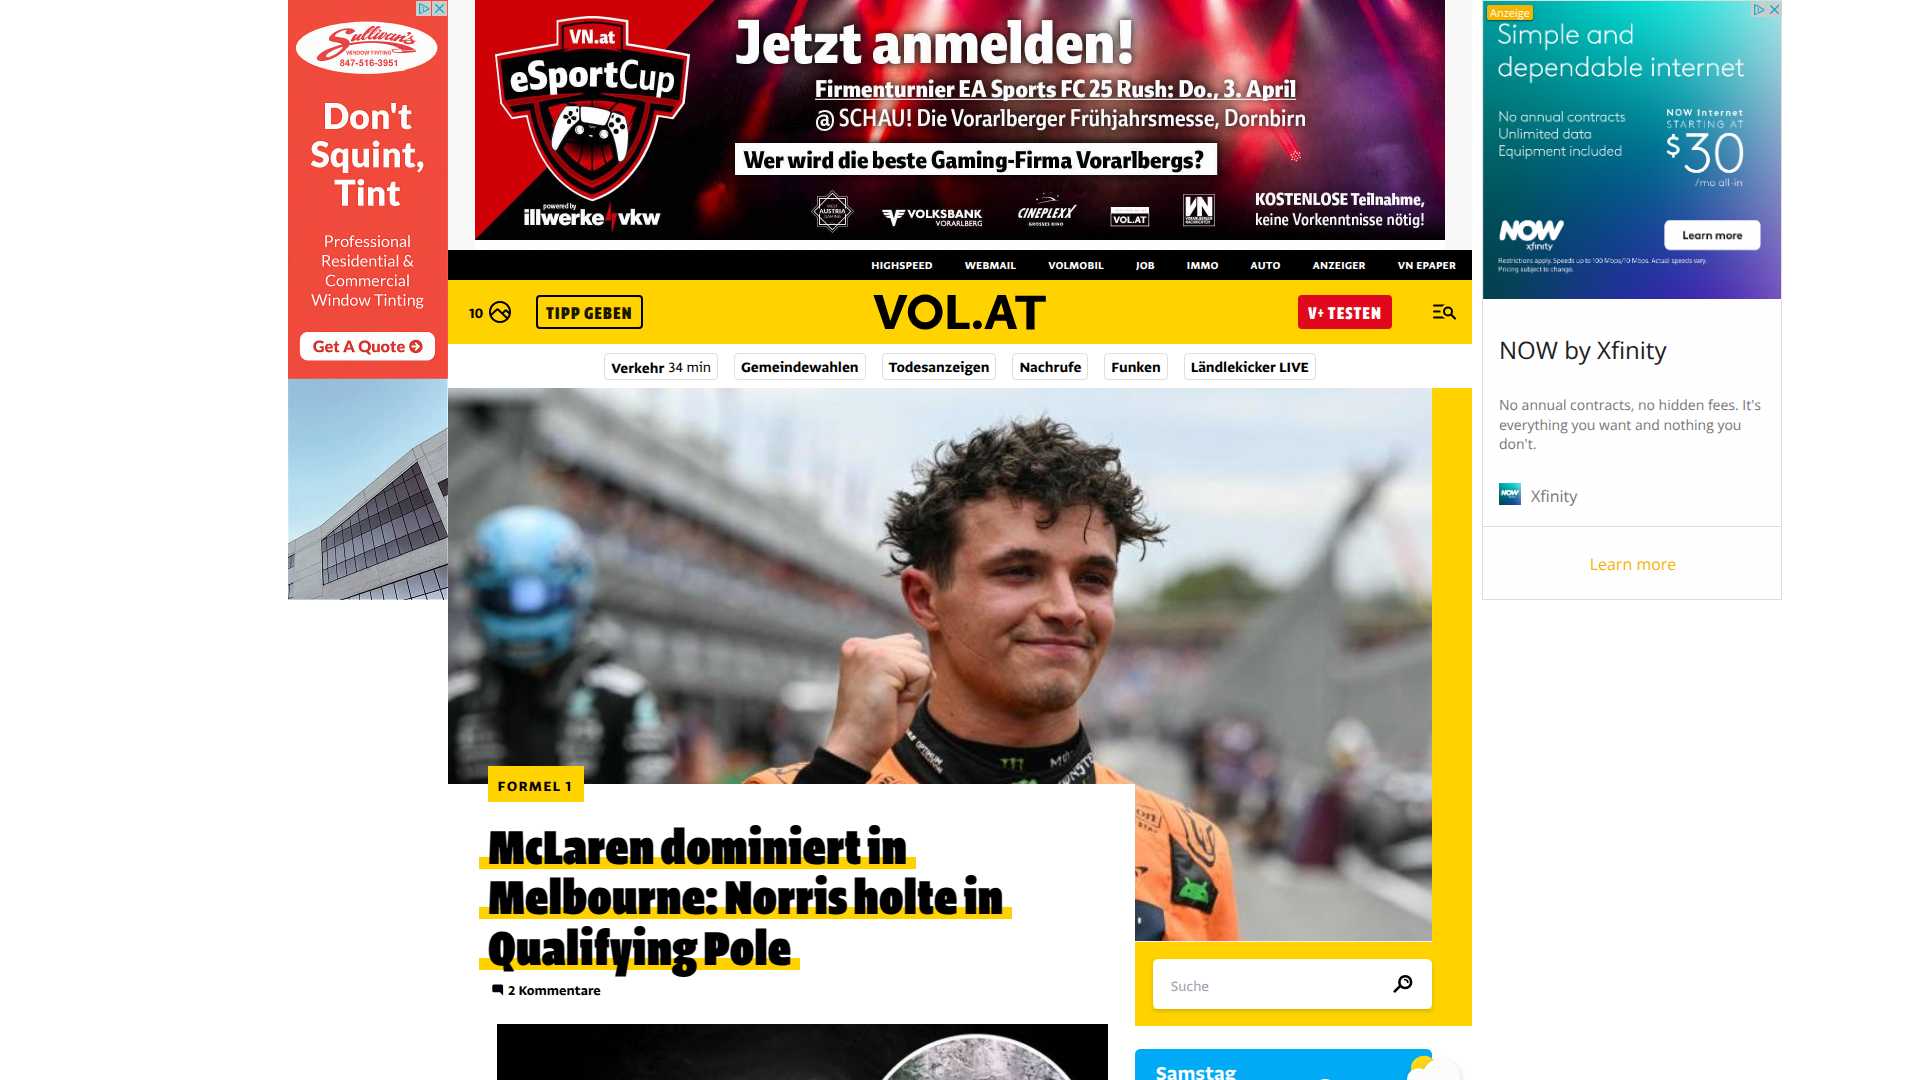 Sullivan's
WINDOW TINTING
847-516-3951
Don't
Squint,
Tint
Professional
Residential &
Commercial
Window Tinting
Get A Quote
VN.at
eSportCup
powered by
illwerke vkw
Jetzt anmelden!
Firmenturnier EA Sports FC 25 Rush: Do., 3. April
@ SCHAU! Die Vorarlberger Frühjahrsmesse, Dornbirn
Wer wird die beste Gaming-Firma Vorarlbergs?
AUSTRIA
VOLKSBANK
VORARLBERG
CINEPLEXX
GROSSES KINO
VOL.AT
VN
KOSTENLOSE Teilnahme,
keine Vorkenntnisse nötig!
Anzeige
Simple and
dependable internet
No annual contracts
Unlimited data
Equipment included
NOW Internet
STARTING AT
$30
/mo all-in
NOW
xfinity
Learn more
Restrictions apply. Speeds up to 100 Mbps/10 Mbps. Actual speeds vary.
Pricing subject to change.
NOW by Xfinity
No annual contracts, no hidden fees. It's
everything you want and nothing you
don't.
NOW
Xfinity
Learn more
HIGHSPEED WEBMAIL VOLMOBIL JOB IMMO AUTO ANZEIGER VN EPAPER
10 TIPP GEBEN VOL.AT V+ TESTEN
Verkehr 34 min Gemeindewahlen Todesanzeigen Nachrufe Funken Ländlekicker LIVE
FORMEL 1
McLaren dominiert in
Melbourne: Norris holte in
Qualifying Pole
2 Kommentare
Suche
Samstag